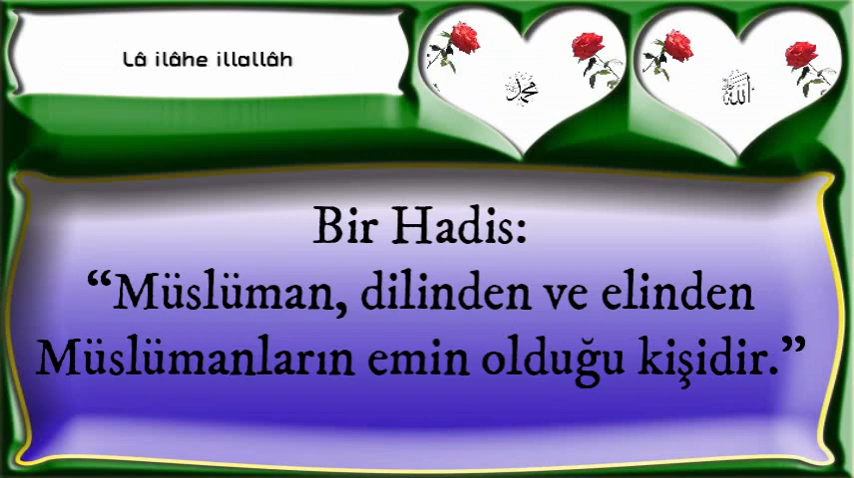 Lâ ilâhe illallâh
محمد
الله
Bir Hadis:
“Müslüman, dilinden ve elinden
Müslümanların emin olduğu kişidir.”